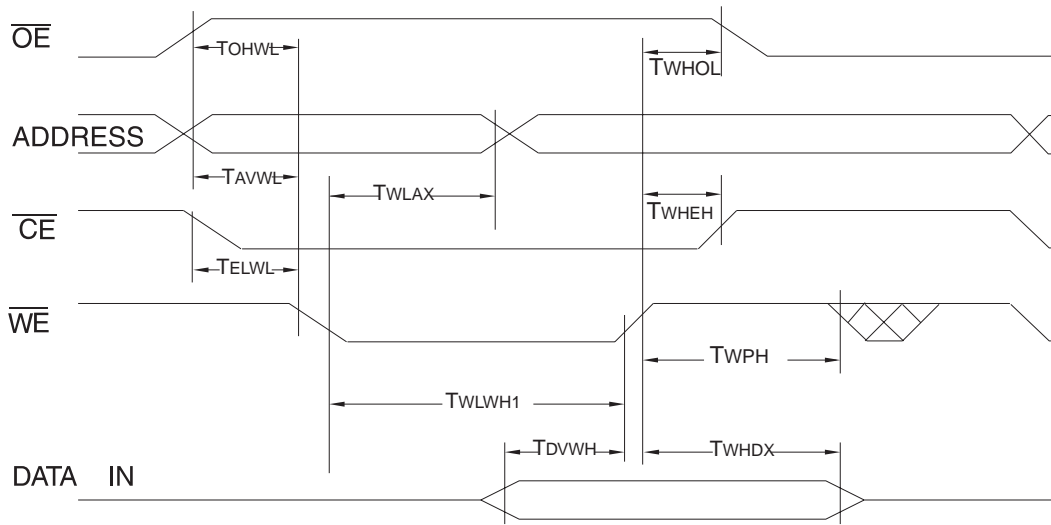 OE
TOHWL
TWHOL
ADDRESS
TAVWL
TWLAX
TWHEH
CE
TELWL
WE
TWPH
TWLWH1
TDVWH
TWHDX
DATA IN